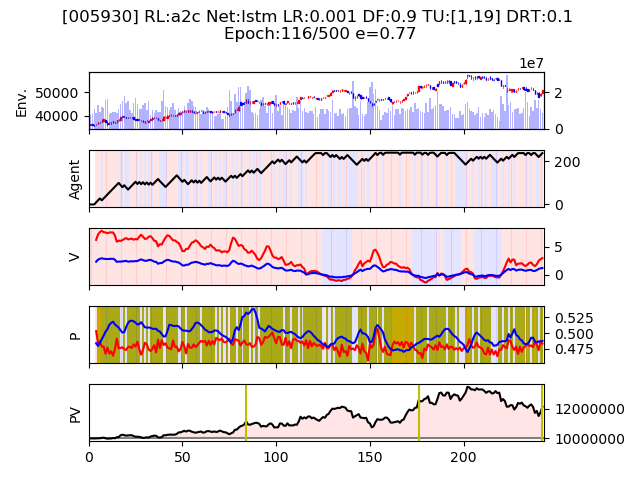 [005930] RL:a2c Net:lstm LR:0.001 DF:0.9 TU:[1,19] DRT:0.1
Epoch:116/500 e=0.77
1e7
Env.
50000
40000
2
0
Agent
200
0
V
5
0
P
0.525
0.500
0.475
PV
12000000
10000000
0
50
100
150
200